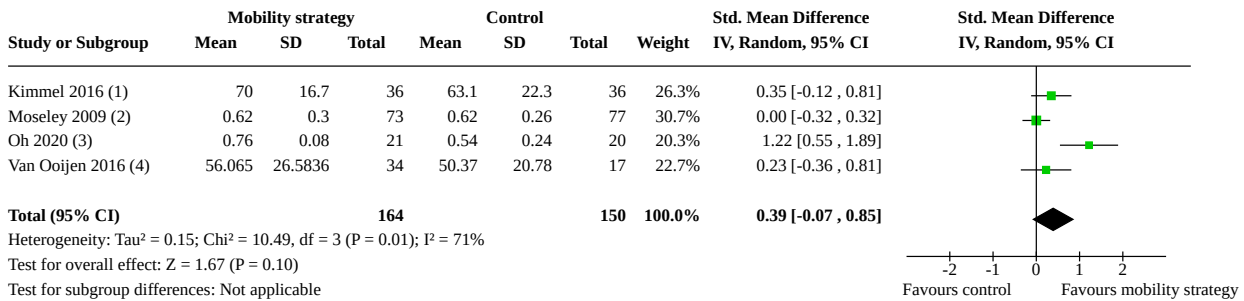 Mobility strategy Control Std. Mean Difference Std. Mean Difference
Study or Subgroup Mean SD Total Mean SD Total Weight IV, Random, 95% CI IV, Random, 95% CI
Kimmel 2016 (1) 70 16.7 36 63.1 22.3 36 26.3% 0.35 [-0.12 , 0.81]
Moseley 2009 (2) 0.62 0.3 73 0.62 0.26 77 30.7% 0.00 [-0.32 , 0.32]
Oh 2020 (3) 0.76 0.08 21 0.54 0.24 20 20.3% 1.22 [0.55 , 1.89]
Van Ooijen 2016 (4) 56.065 26.5836 34 50.37 20.78 17 22.7% 0.23 [-0.36 , 0.81]
Total (95% CI) 164 150 100.0% 0.39 [-0.07 , 0.85]
Heterogeneity: Tau² = 0.15; Chi² = 10.49, df = 3 (P = 0.01); I² = 71%
Test for overall effect: Z = 1.67 (P = 0.10)
Test for subgroup differences: Not applicable
-2 -1 0 1 2
Favours control Favours mobility strategy